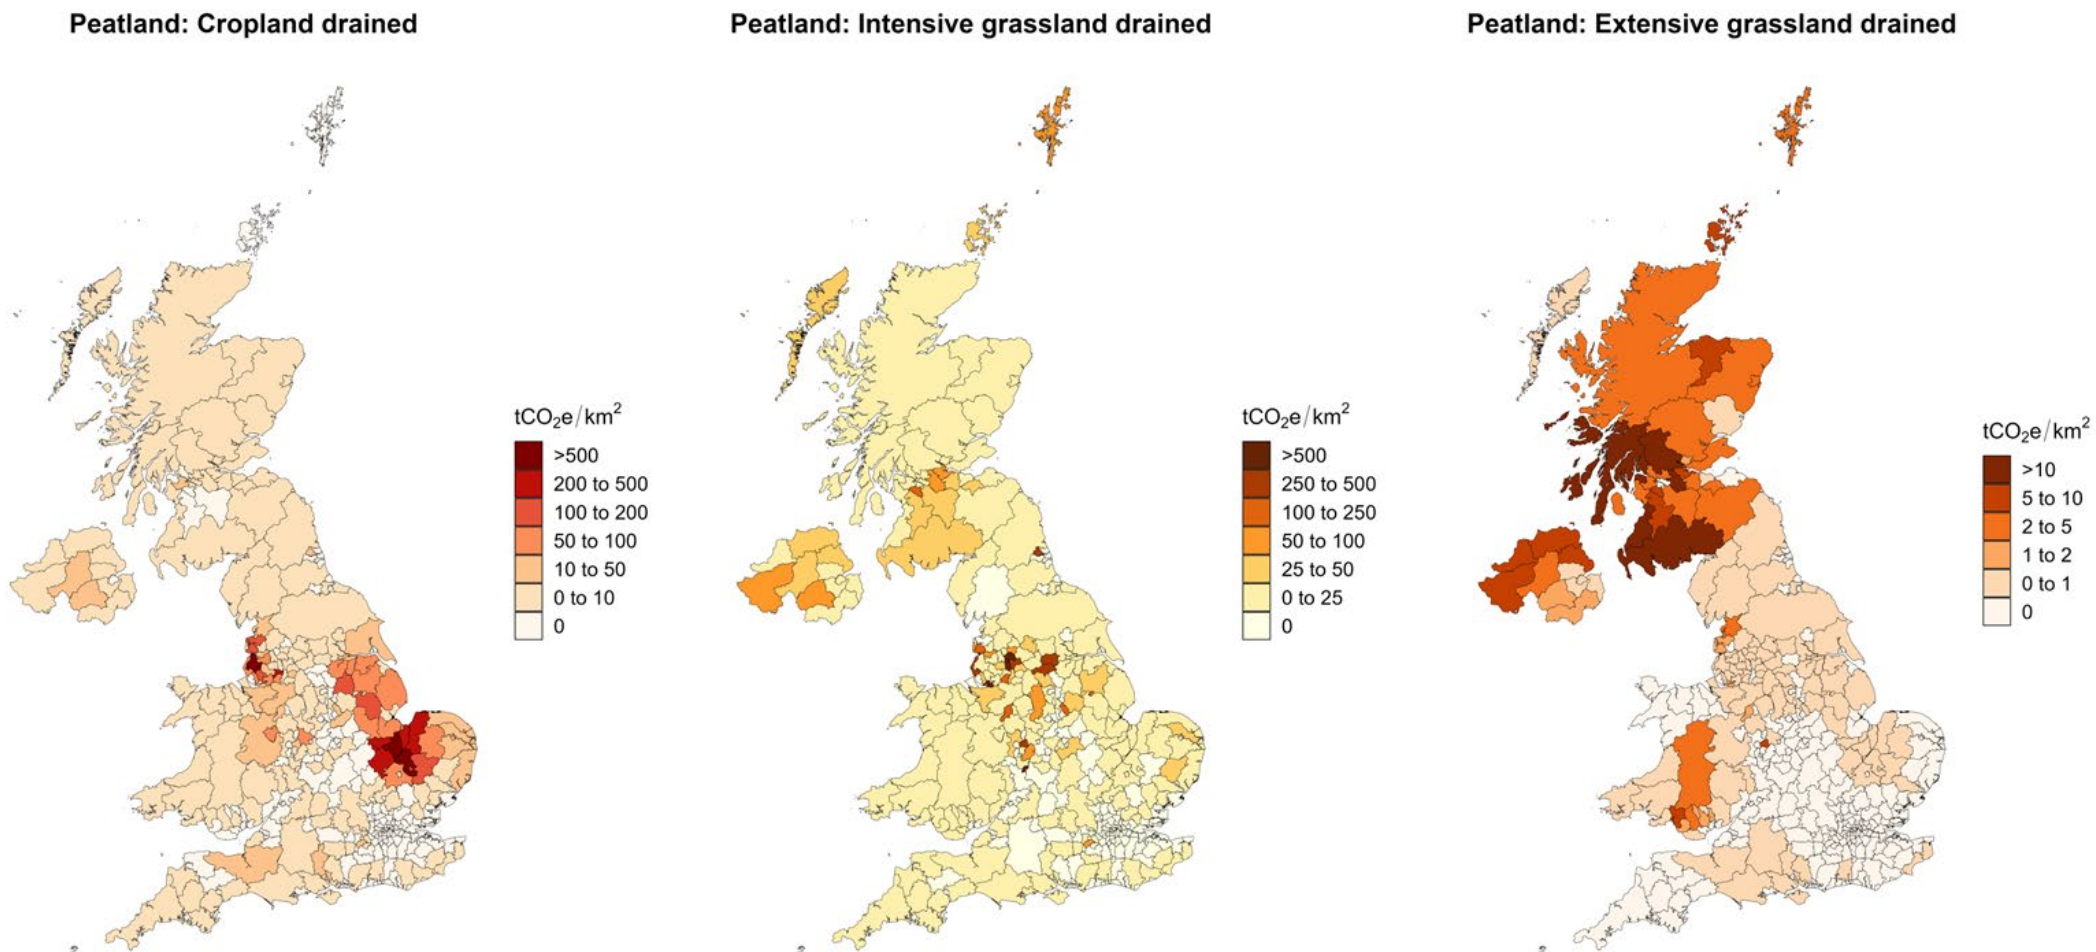 Peatland: Cropland drained
tCO₂e/km²
>500
200 to 500
100 to 200
50 to 100
10 to 50
0 to 10
0
Peatland: Intensive grassland drained
tCO₂e/km²
>500
250 to 500
100 to 250
50 to 100
25 to 50
0 to 25
0
Peatland: Extensive grassland drained
tCO₂e/km²
>10
5 to 10
2 to 5
1 to 2
0 to 1
0